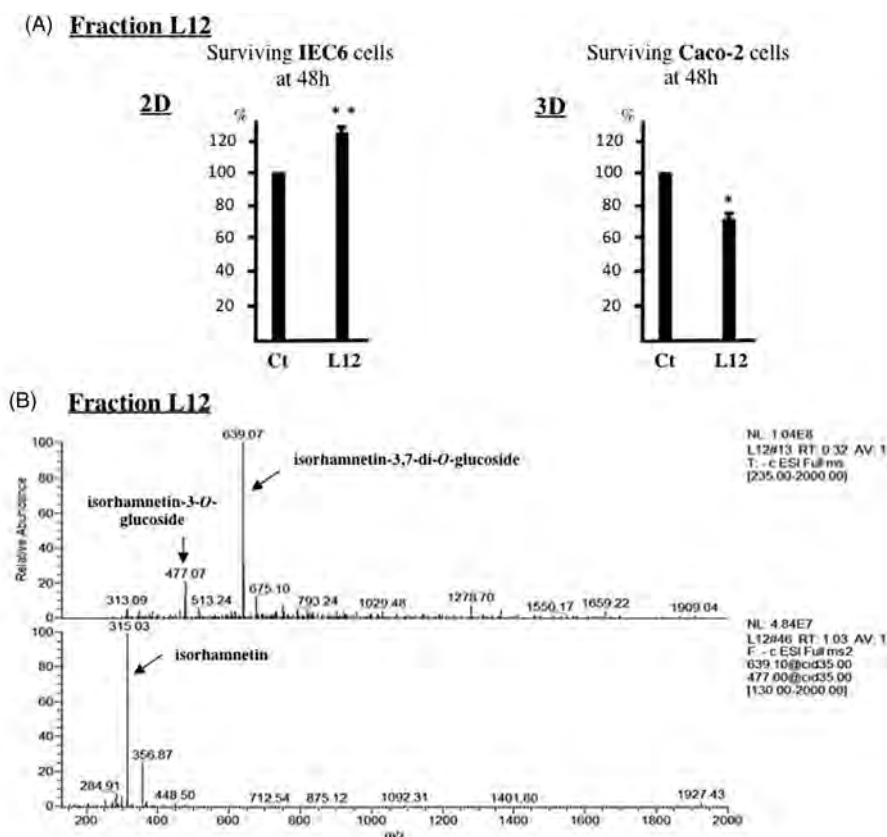 (A) Fraction L12
Surviving IEC6 cells
at 48h
2D
%
* *
120
100
80
60
40
20
Ct L12
Surviving Caco-2 cells
at 48h
3D
%
*
120
100
80
60
40
20
Ct L12
(B) Fraction L12
Relative Abundance
100
80
60
40
20
0
639.07
isorhamnetin-3,7-di-O-glucoside
isorhamnetin-3-O-
glucoside
477.07
313.09
513.24
675.10
793.24
1029.48
1278.70
1550.17
1659.22
1909.04
NL: 1.04E8
L12#13 RT: 0.32 AV: 1
T: - c ESI Full ms
[235.00-2000.00]
100
80
60
40
20
0
315.03
isorhamnetin
356.87
284.91
448.50
712.54
875.12
1092.31
1401.60
1927.43
NL: 4.84E7
L12#46 RT: 1.03 AV: 1
F: - c ESI Full ms2
639.10@cid35.00
477.00@cid35.00
[130.00-2000.00]
200 400 600 800 1000 1200 1400 1600 1800 2000
m/z